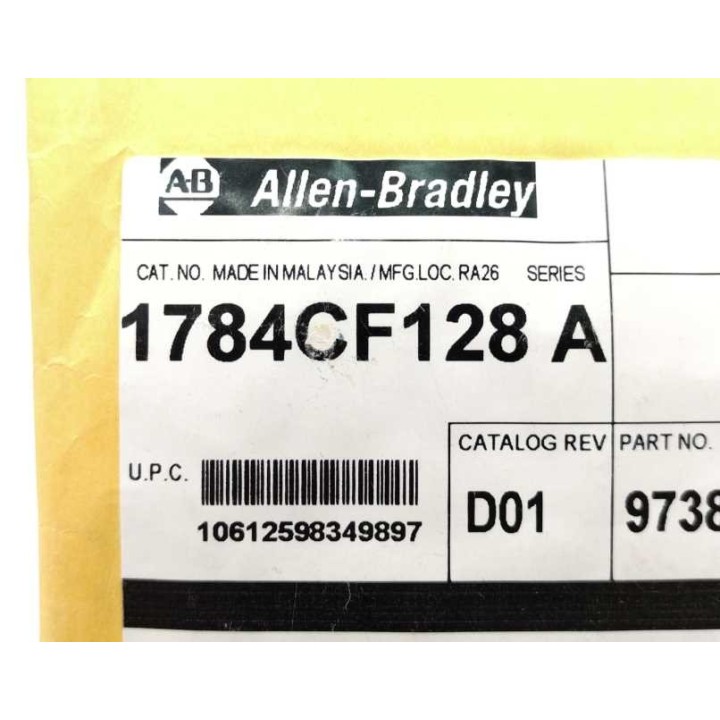 A-B Allen-Bradley
CAT. NO. MADE IN MALAYSIA. / MFG.LOC. RA26 SERIES
1784CF128 A
CATALOG REV PART NO.
U.P.C.
D01 9738
10612598349897